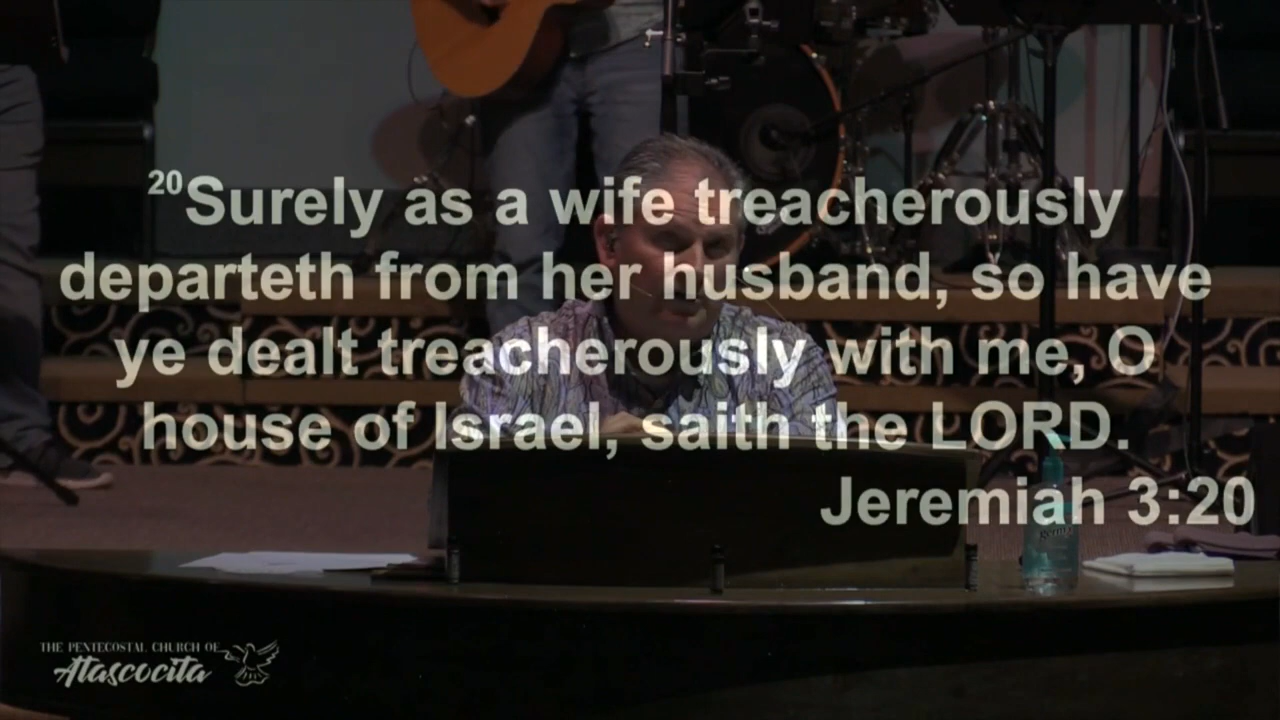 20Surely as a wife treacherously
departeth from her husband, so have
ye dealt treacherously with me, O
house of Israel, saith the LORD.
Jeremiah 3:20
germ-x
THE PENTECOSTAL CHURCH OF
Atascocita